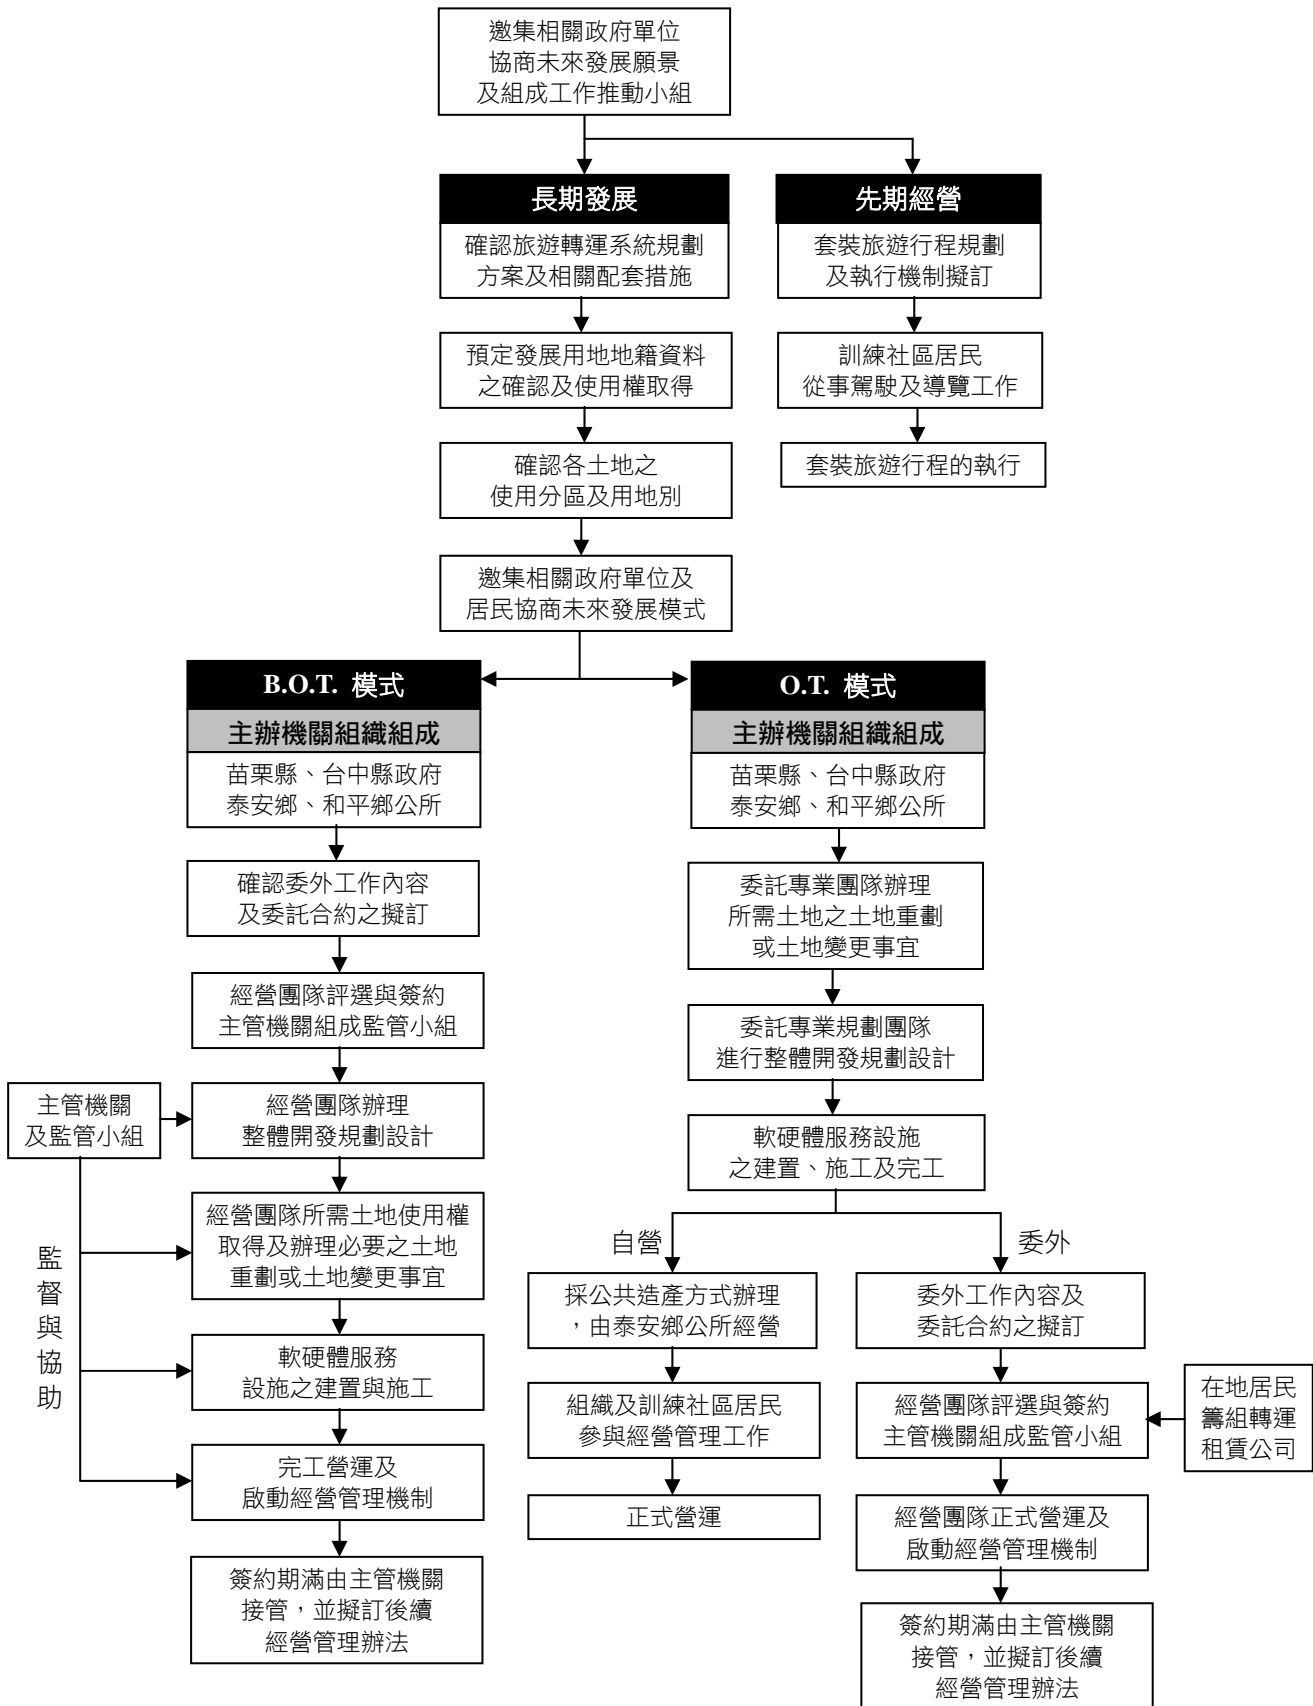 邀集相關政府單位
協商未來發展願景
及組成工作推動小組
長期發展
確認旅遊轉運系統規劃
方案及相關配套措施
預定發展用地地籍資料
之確認及使用權取得
確認各土地之
使用分區及用地別
邀集相關政府單位及
居民協商未來發展模式
先期經營
套裝旅遊行程規劃
及執行機制擬訂
訓練社區居民
從事駕駛及導覽工作
套裝旅遊行程的執行
B.O.T. 模式
主辦機關組織組成
苗栗縣、台中縣政府
泰安鄉、和平鄉公所
確認委外工作內容
及委託合約之擬訂
經營團隊評選與簽約
主管機關組成監管小組
主管機關
及監管小組
監督與協助
經營團隊辦理
整體開發規劃設計
經營團隊所需土地使用權
取得及辦理必要之土地
重劃或土地變更事宜
軟硬體服務
設施之建置與施工
完工營運及
啟動經營管理機制
簽約期滿由主管機關
接管，並擬訂後續
經營管理辦法
O.T. 模式
主辦機關組織組成
苗栗縣、台中縣政府
泰安鄉、和平鄉公所
委託專業團隊辦理
所需土地之土地重劃
或土地變更事宜
委託專業規劃團隊
進行整體開發規劃設計
軟硬體服務設施
之建置、施工及完工
自營
採公共造產方式辦理
，由泰安鄉公所經營
組織及訓練社區居民
參與經營管理工作
正式營運
委外
委外工作內容及
委託合約之擬訂
經營團隊評選與簽約
主管機關組成監管小組
在地居民
籌組轉運
租賃公司
經營團隊正式營運及
啟動經營管理機制
簽約期滿由主管機關
接管，並擬訂後續
經營管理辦法